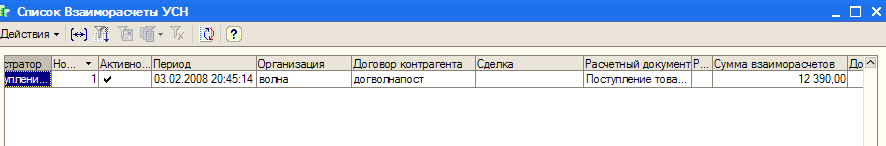 Список Взаиморасчеты УСН
Действия
стратор Но... Активно... Период Организация Договор контрагента Сделка Расчетный документ Р... Сумма взаиморасчетов До
уплени... 1 03.02.2008 20:45:14 волна догволнапост Поступление това... 12 390,00